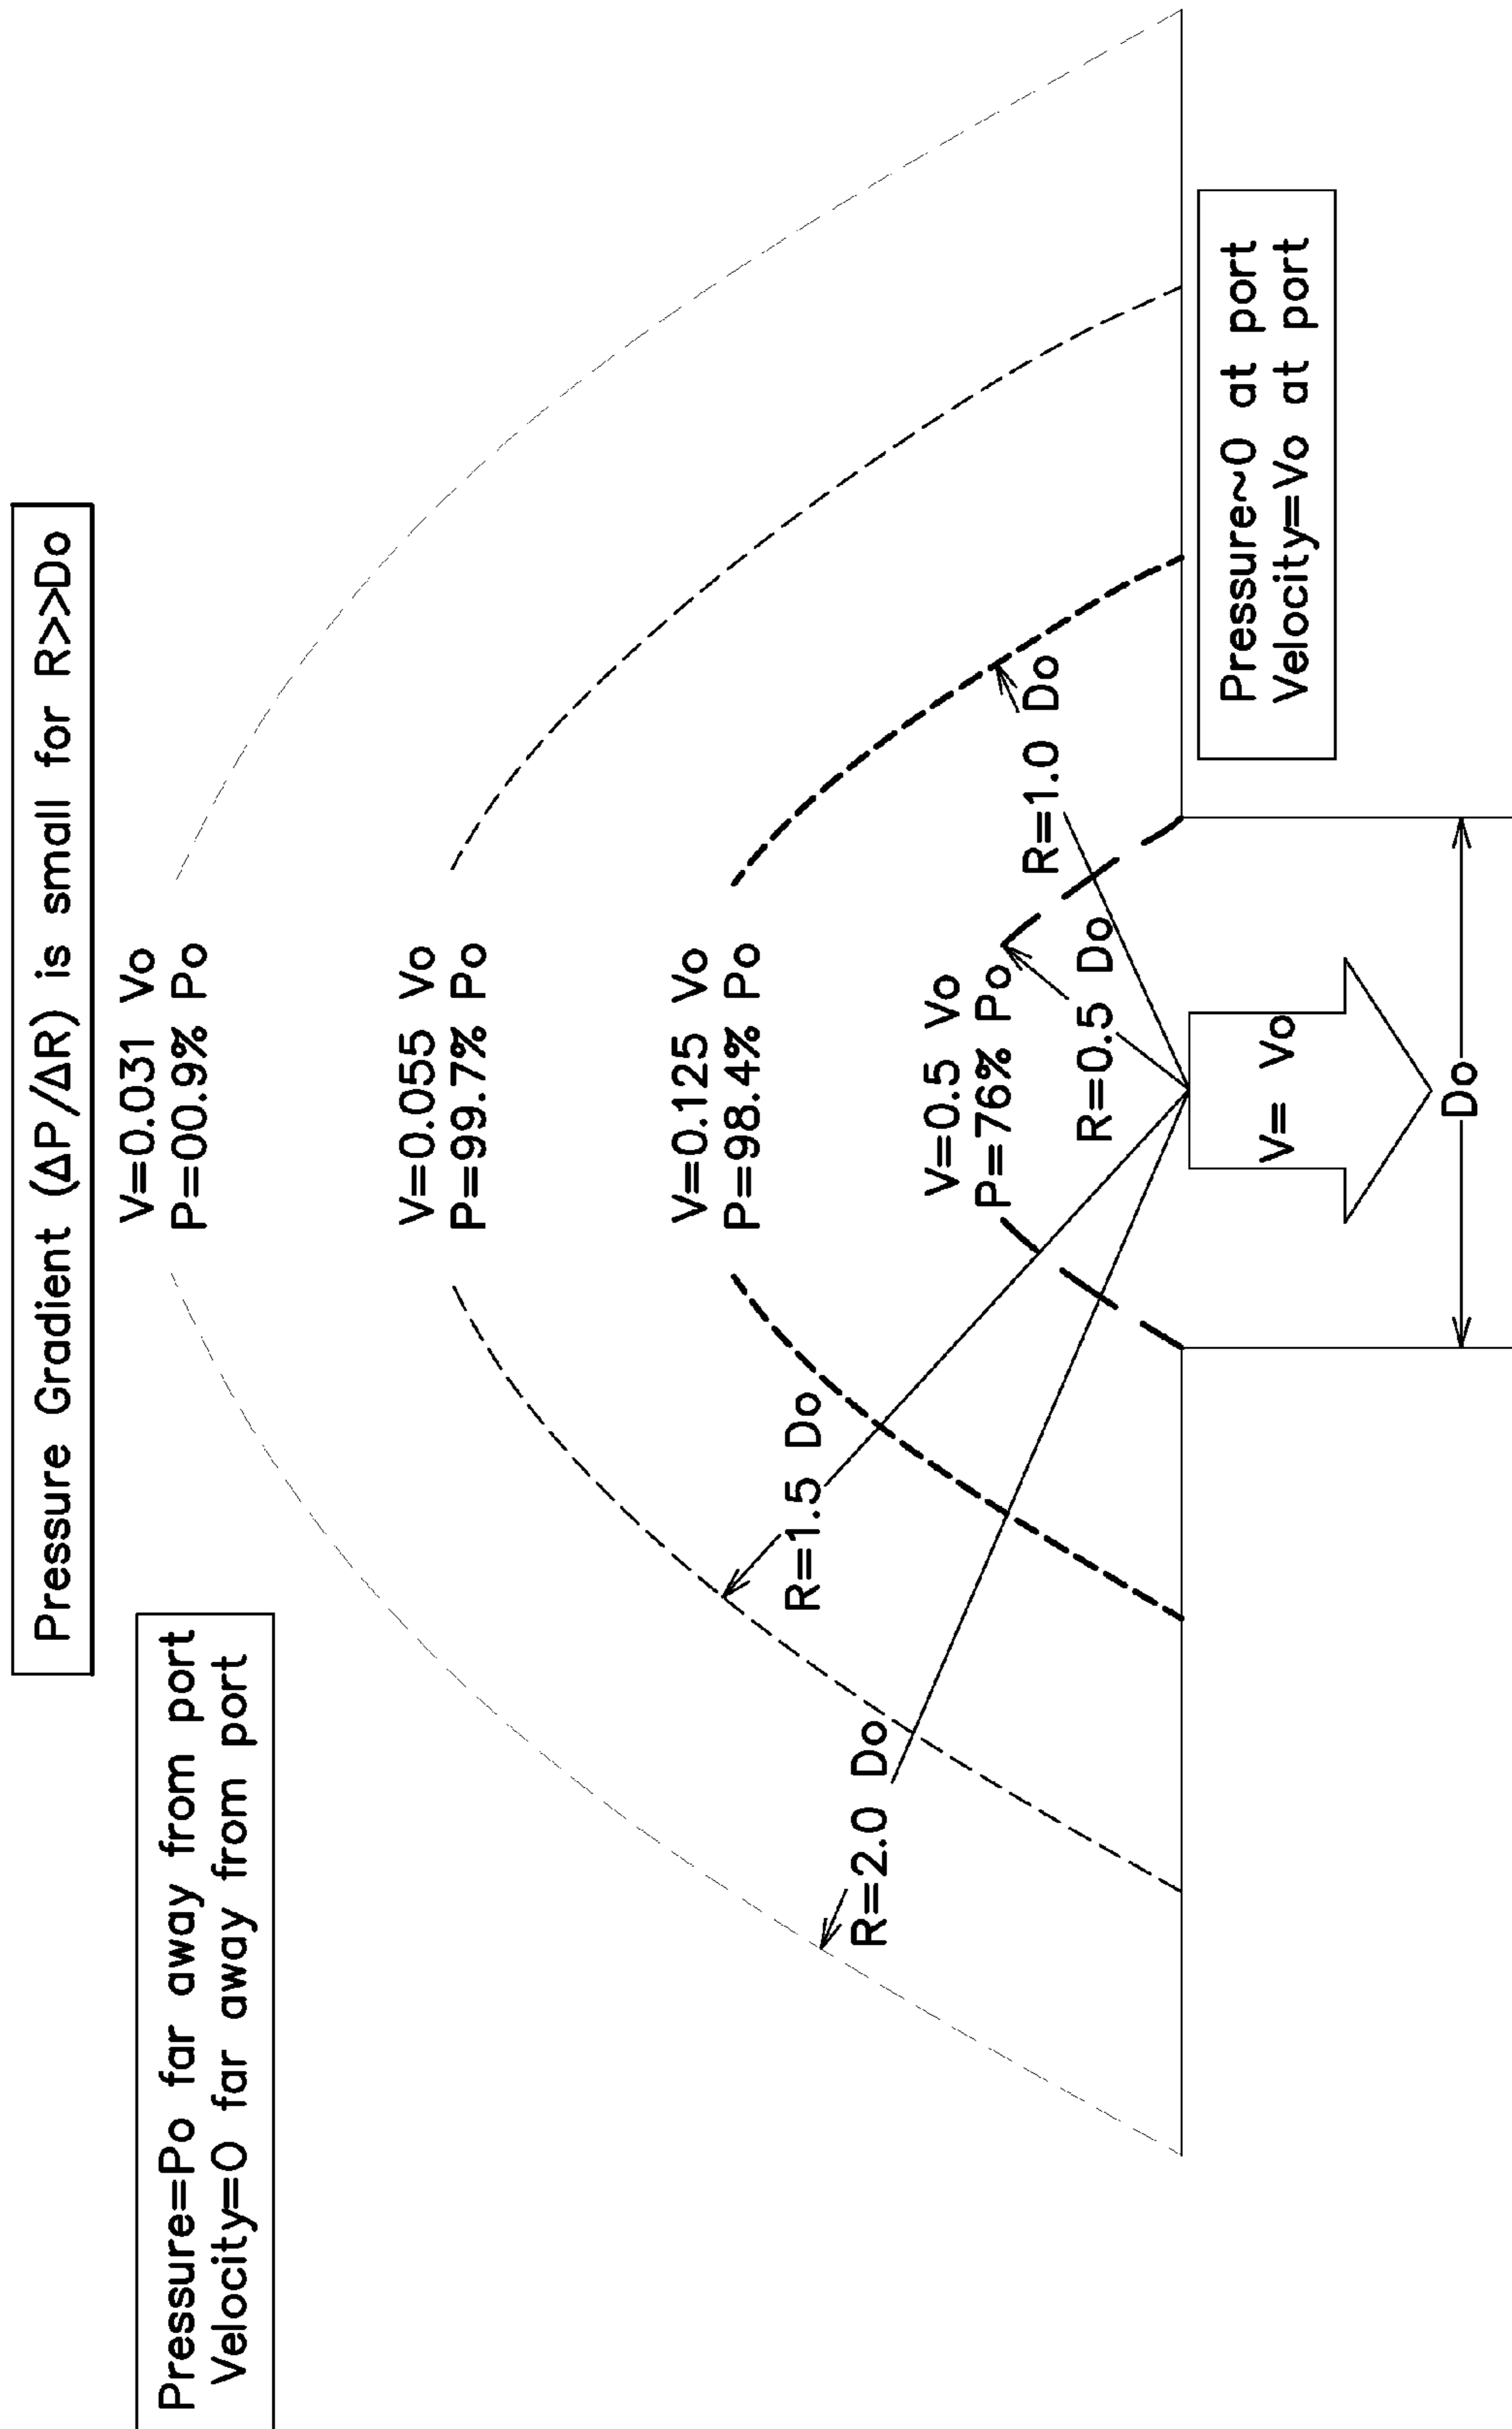 Pressure Gradient (ΔP/ΔR) is small for R>>Do
Pressure=Po far away from port
Velocity=0 far away from port
V=0.031 Vo
P=00.9% Po
V=0.055 Vo
P=99.7% Po
V=0.125 Vo
P=98.4% Po
V=0.5 Vo
P=76% Po
R=2.0 Do
R=1.5 Do
R=0.5 Do
R=1.0 Do
V= Vo
Do
Pressure~0 at port
Velocity=Vo at port